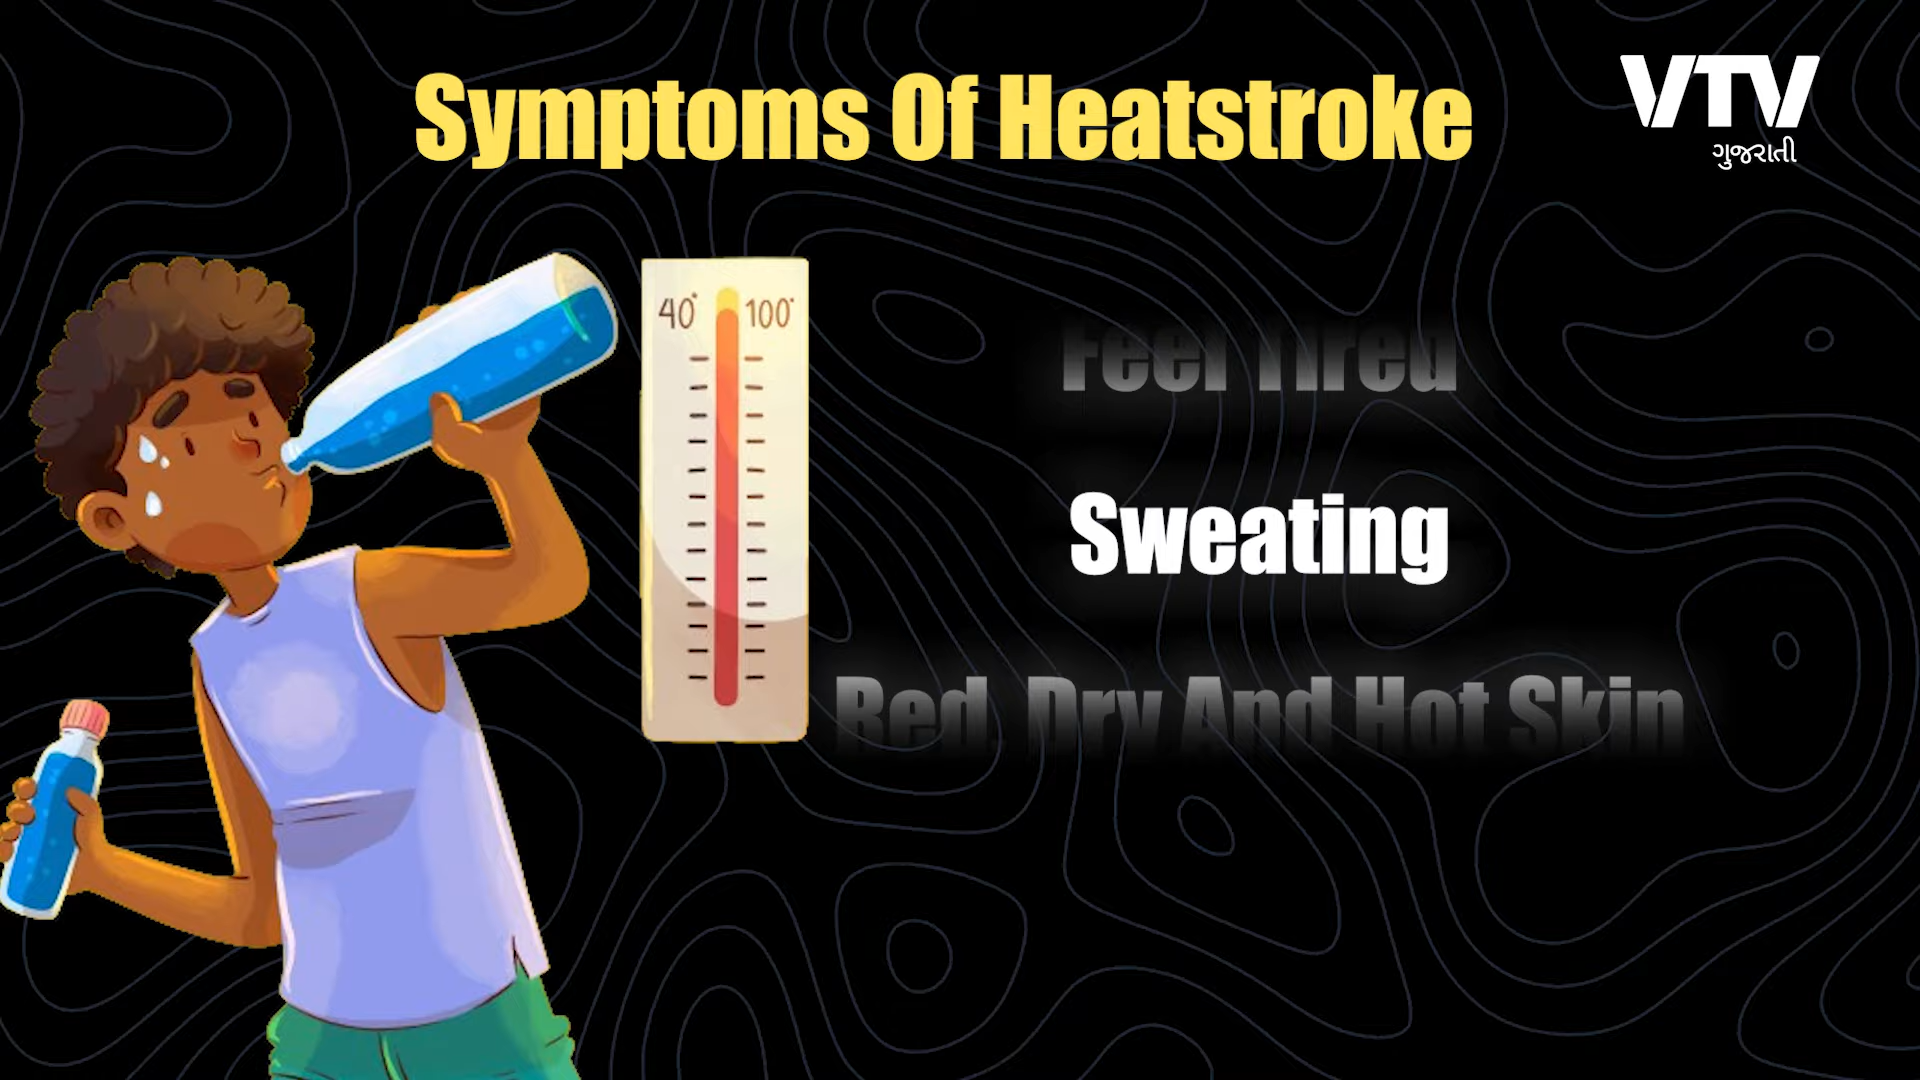 Symptoms Of Heatstroke
VTV
ગુજરાતી
40° 100°
Feel Tired
Sweating
Red, Dry And Hot Skin